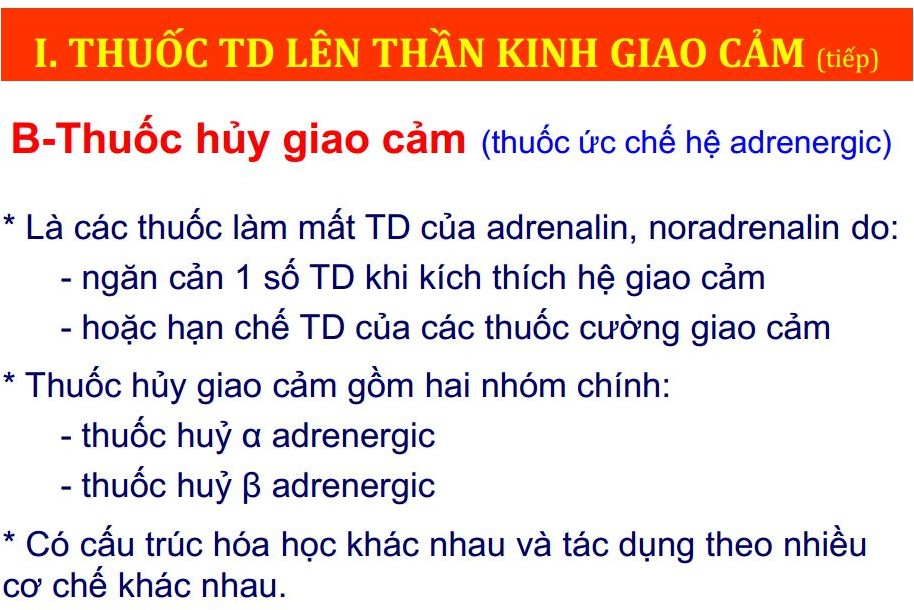 I. THUỐC TD LÊN THẦN KINH GIAO CẢM (tiếp)
B-Thuốc hủy giao cảm (thuốc ức chế hệ adrenergic)
* Là các thuốc làm mất TD của adrenalin, noradrenalin do:
- ngăn cản 1 số TD khi kích thích hệ giao cảm
- hoặc hạn chế TD của các thuốc cường giao cảm
* Thuốc hủy giao cảm gồm hai nhóm chính:
- thuốc huỷ α adrenergic
- thuốc huỷ β adrenergic
* Có cấu trúc hóa học khác nhau và tác dụng theo nhiều
cơ chế khác nhau.